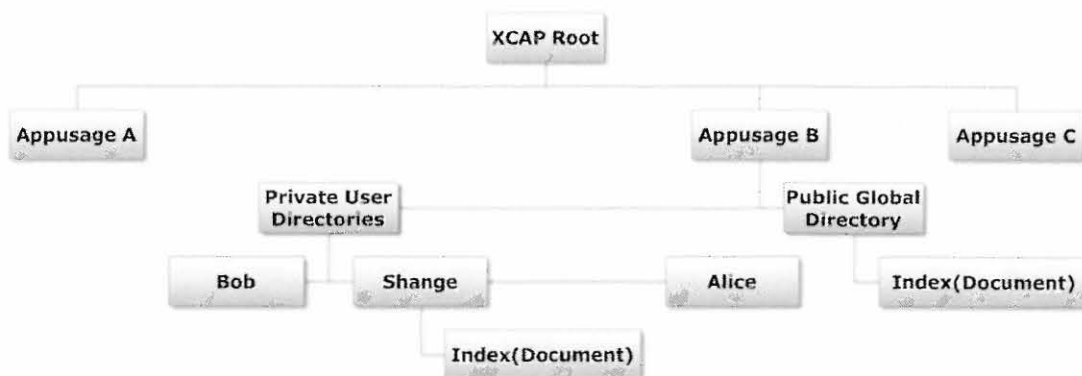 XCAP Root
Appusage A
Appusage B
Appusage C
Private User
Directories
Public Global
Directory
Bob
Shange
Alice
Index(Document)
Index(Document)